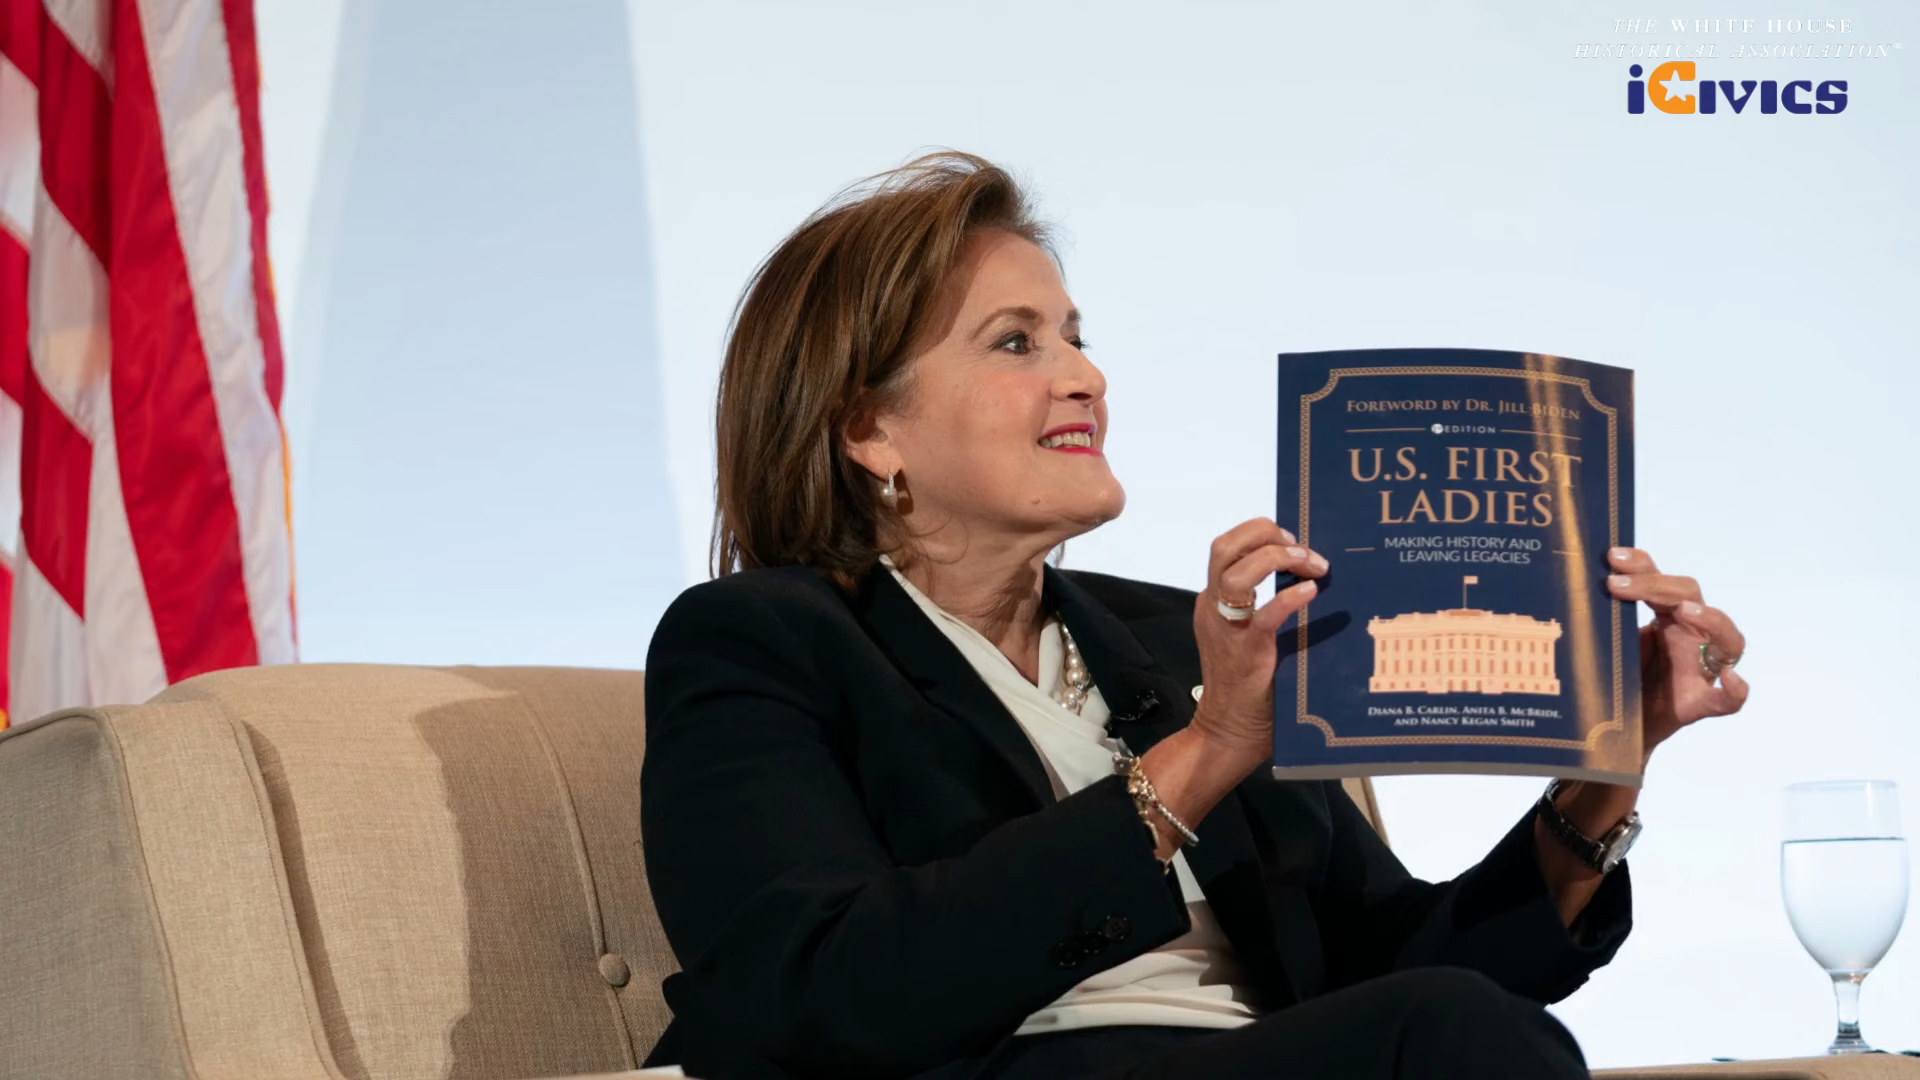 THE WHITE HOUSE
HISTORICAL ASSOCIATION
iCIVICS
FOREWORD BY DR. JILL BIDEN
EDITION
U.S. FIRST
LADIES
MAKING HISTORY AND
LEAVING LEGACIES
DIANA B. CARLIN, ANITA B. MCBRIDE,
AND NANCY KEGAN SMITH